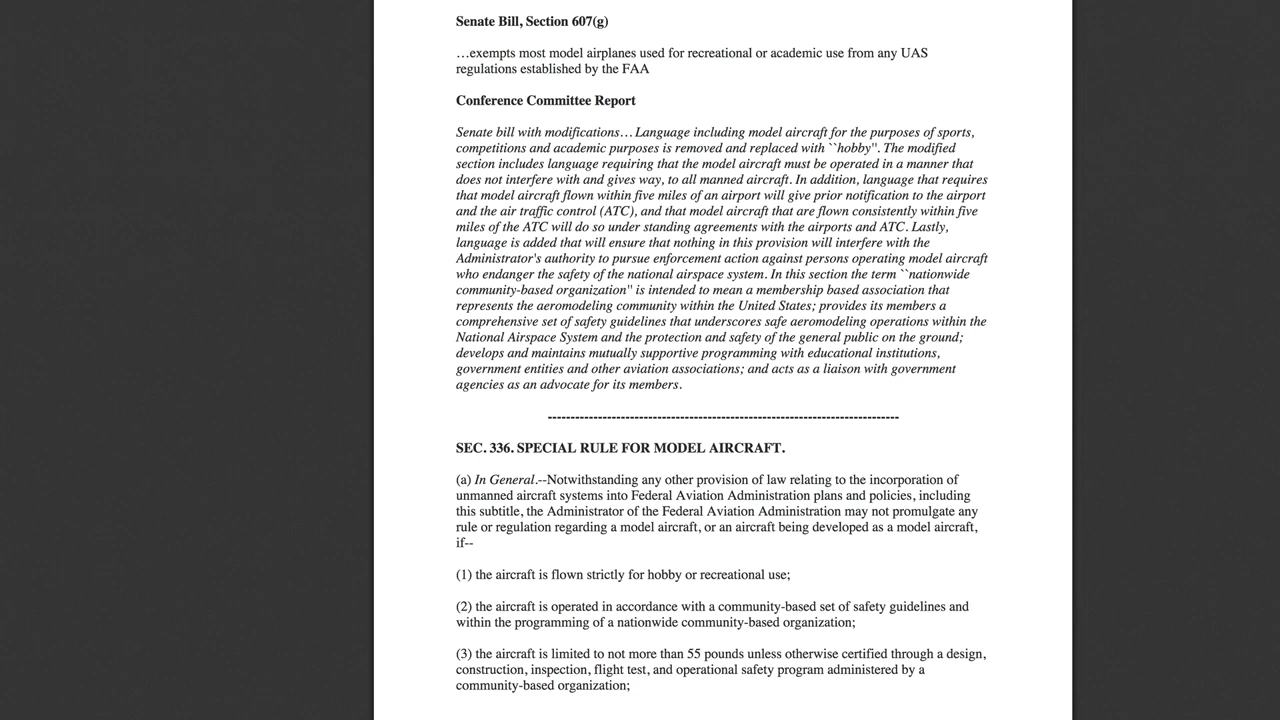 Senate Bill, Section 607(g)
…exempts most model airplanes used for recreational or academic use from any UAS
regulations established by the FAA
Conference Committee Report
Senate bill with modifications… Language including model aircraft for the purposes of sports,
competitions and academic purposes is removed and replaced with ``hobby''. The modified
section includes language requiring that the model aircraft must be operated in a manner that
does not interfere with and gives way, to all manned aircraft. In addition, language that requires
that model aircraft flown within five miles of an airport will give prior notification to the airport
and the air traffic control (ATC), and that model aircraft that are flown consistently within five
miles of the ATC will do so under standing agreements with the airports and ATC. Lastly,
language is added that will ensure that nothing in this provision will interfere with the
Administrator's authority to pursue enforcement action against persons operating model aircraft
who endanger the safety of the national airspace system. In this section the term ``nationwide
community-based organization'' is intended to mean a membership based association that
represents the aeromodeling community within the United States; provides its members a
comprehensive set of safety guidelines that underscores safe aeromodeling operations within the
National Airspace System and the protection and safety of the general public on the ground;
develops and maintains mutually supportive programming with educational institutions,
government entities and other aviation associations; and acts as a liaison with government
agencies as an advocate for its members.
------------------------------------------------------------------------------
SEC. 336. SPECIAL RULE FOR MODEL AIRCRAFT.
(a) In General.--Notwithstanding any other provision of law relating to the incorporation of
unmanned aircraft systems into Federal Aviation Administration plans and policies, including
this subtitle, the Administrator of the Federal Aviation Administration may not promulgate any
rule or regulation regarding a model aircraft, or an aircraft being developed as a model aircraft,
if--
(1) the aircraft is flown strictly for hobby or recreational use;
(2) the aircraft is operated in accordance with a community-based set of safety guidelines and
within the programming of a nationwide community-based organization;
(3) the aircraft is limited to not more than 55 pounds unless otherwise certified through a design,
construction, inspection, flight test, and operational safety program administered by a
community-based organization;